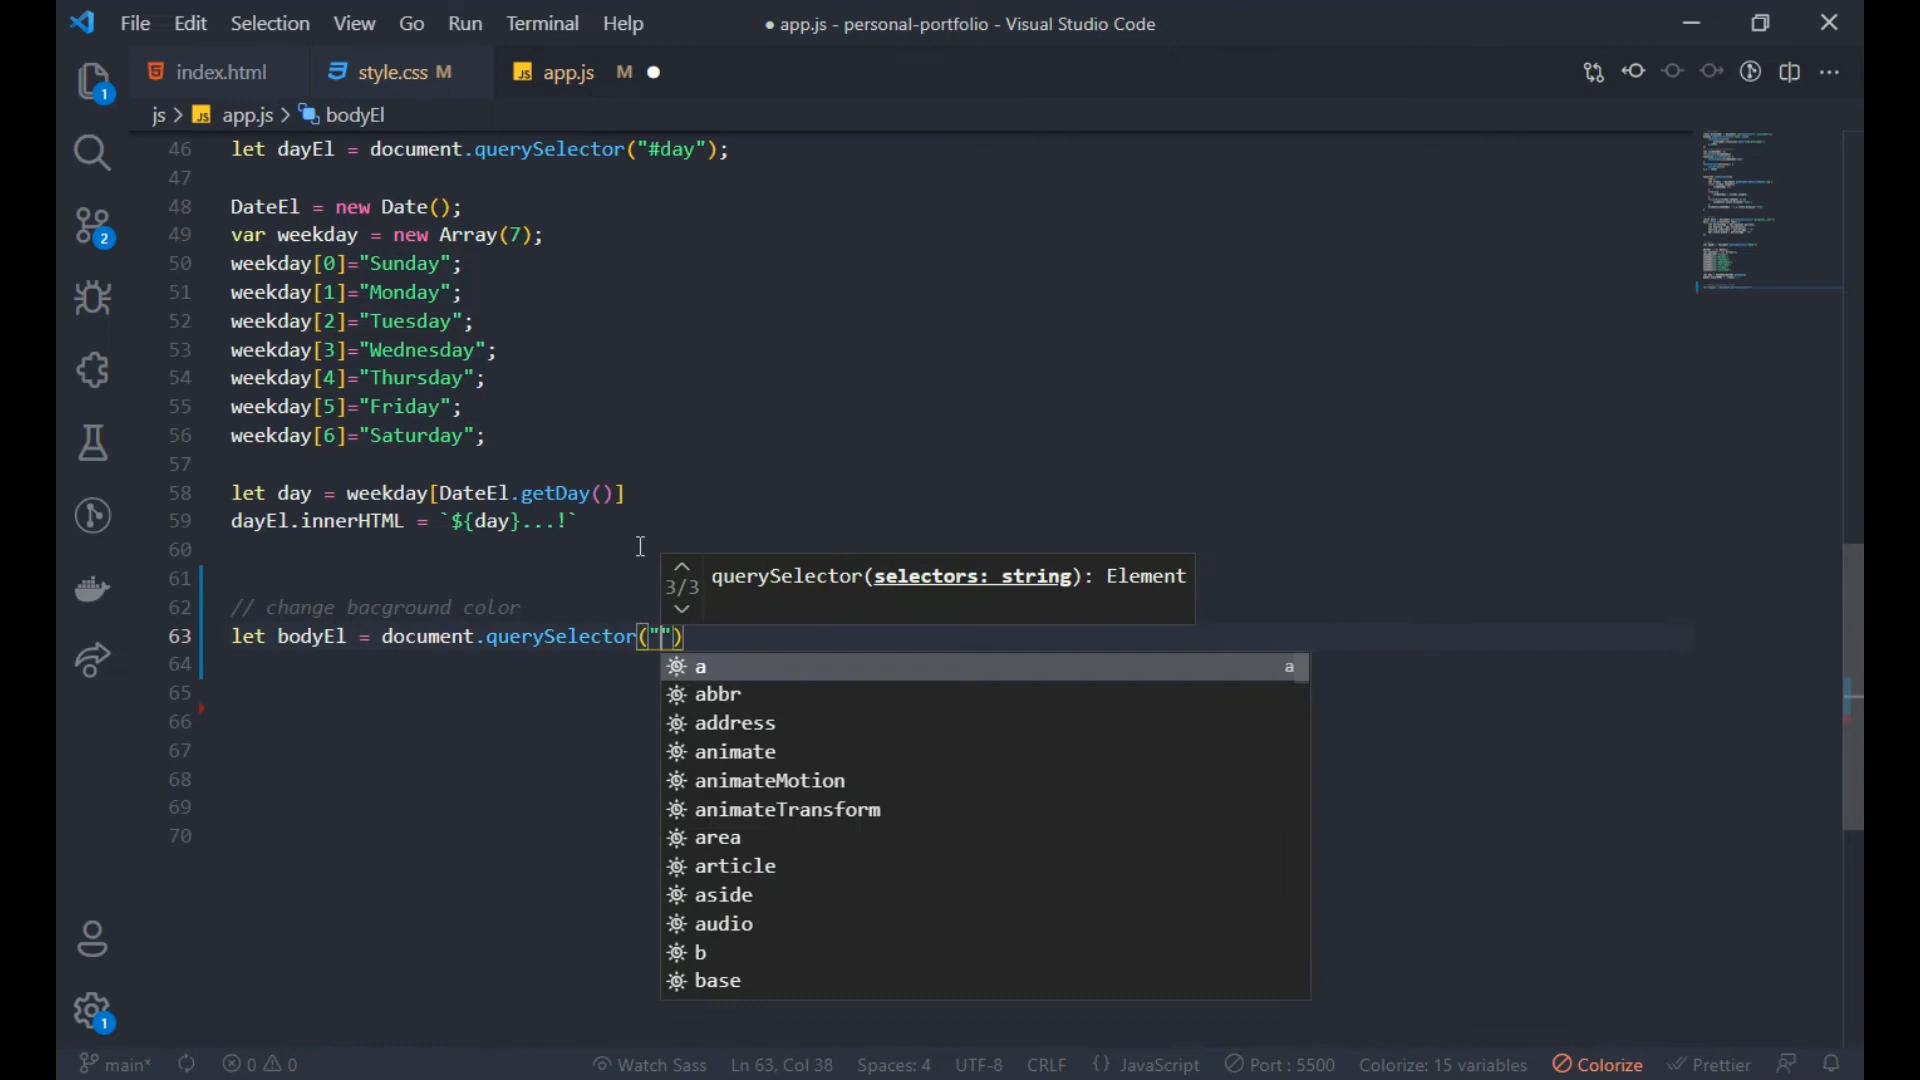 File Edit Selection View Go Run Terminal Help ● app.js - personal-portfolio - Visual Studio Code
index.html style.css M app.js M ●
js > app.js > bodyEl
46 let dayEl = document.querySelector("#day");
47
48 DateEl = new Date();
49 var weekday = new Array(7);
50 weekday[0]="Sunday";
51 weekday[1]="Monday";
52 weekday[2]="Tuesday";
53 weekday[3]="Wednesday";
54 weekday[4]="Thursday";
55 weekday[5]="Friday";
56 weekday[6]="Saturday";
57
58 let day = weekday[DateEl.getDay()]
59 dayEl.innerHTML = `${day}...!`
60
3/3 querySelector(selectors: string): Element
61
62 // change bacground color
63 let bodyEl = document.querySelector("")
64
65
66
67
68
69
70
a a
abbr
address
animate
animateMotion
animateTransform
area
article
aside
audio
b
base
1
2
1
main* 0 0 Watch Sass Ln 63, Col 38 Spaces: 4 UTF-8 CRLF {} JavaScript Port : 5500 Colorize: 15 variables Colorize Prettier